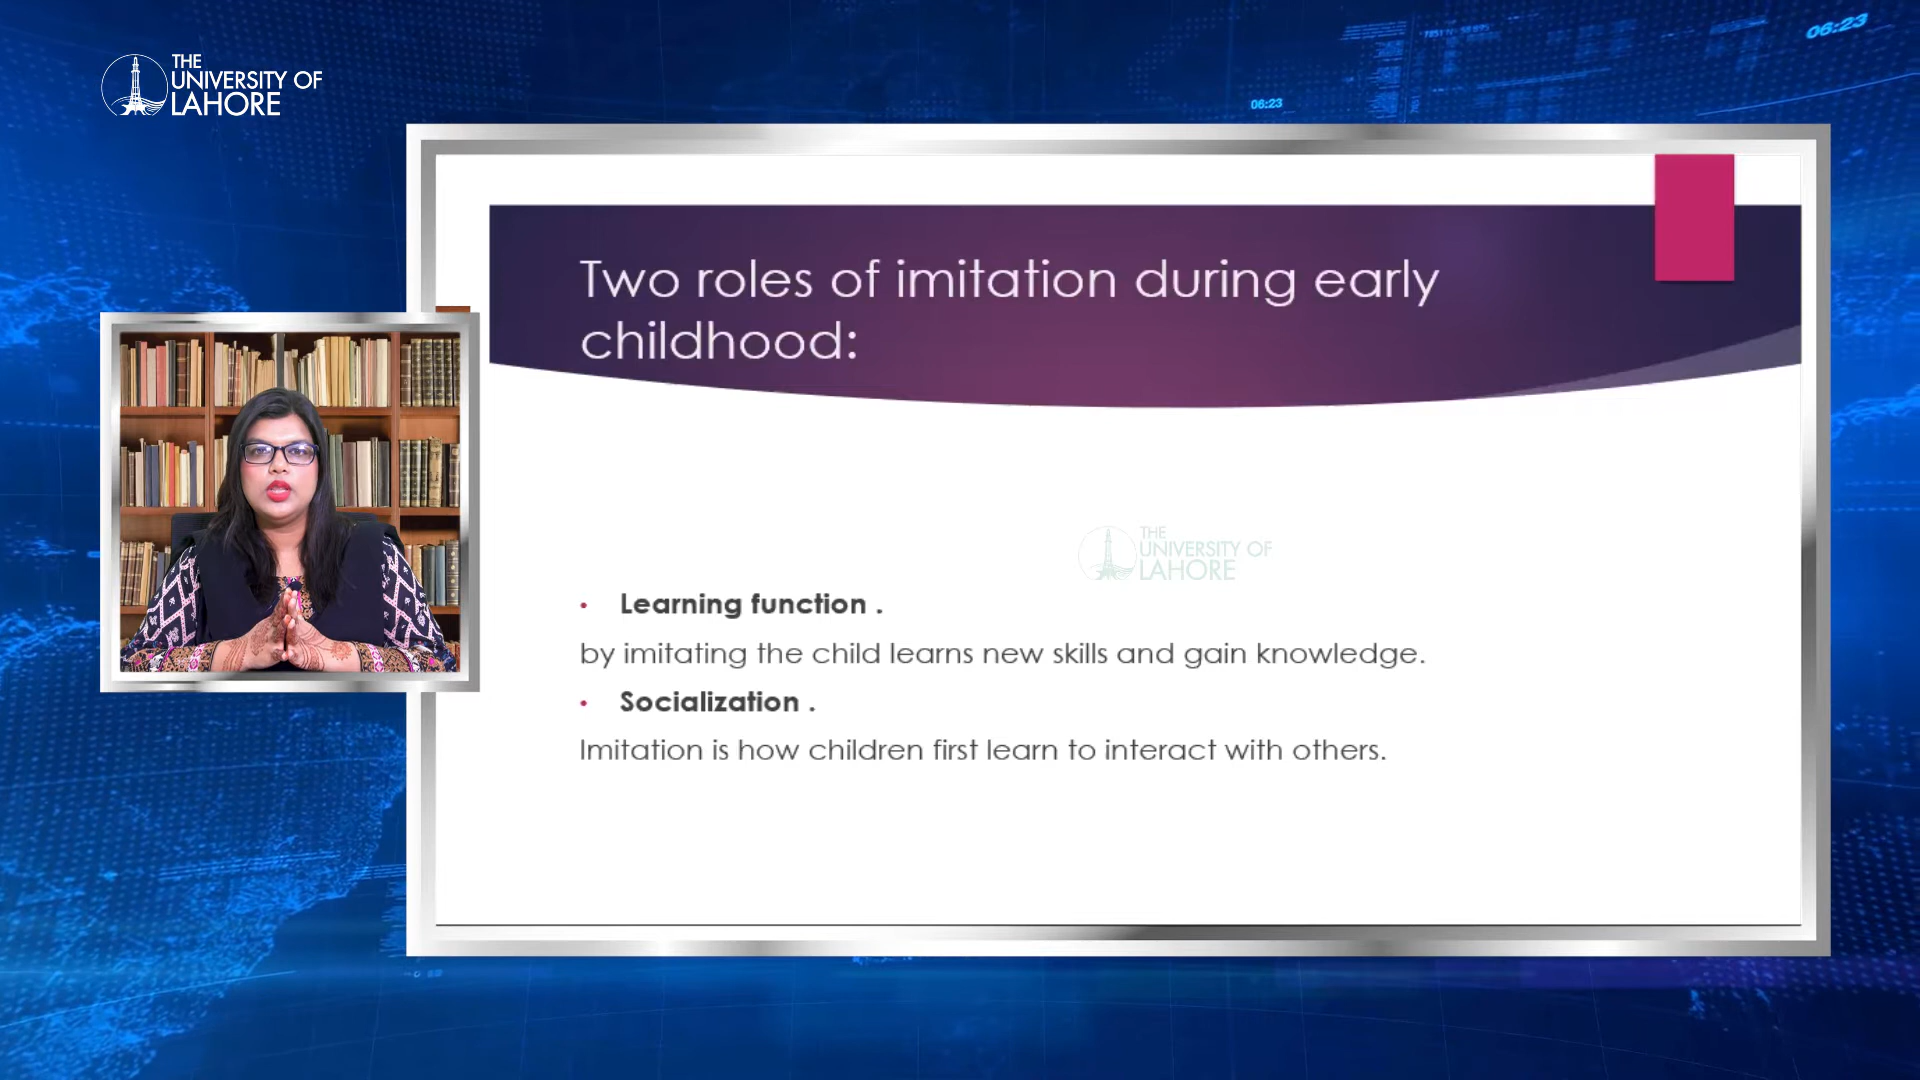 THE
UNIVERSITY OF
LAHORE
06:23
06:23
Two roles of imitation during early
childhood:
THE
UNIVERSITY OF
LAHORE
• Learning function .
by imitating the child learns new skills and gain knowledge.
• Socialization .
Imitation is how children first learn to interact with others.